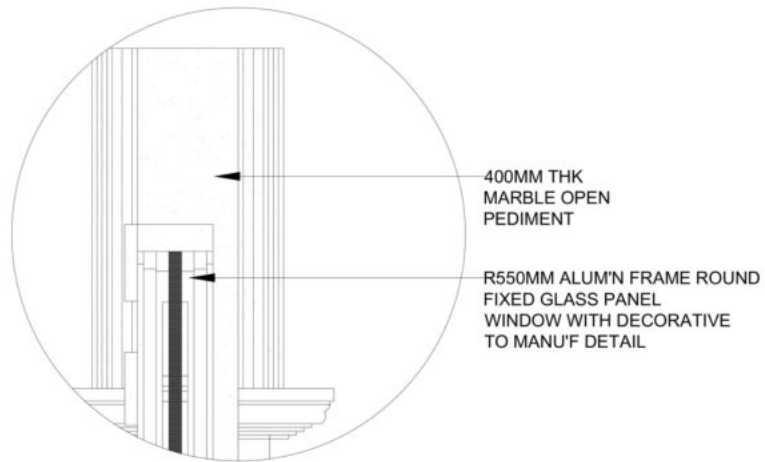 400MM THK
MARBLE OPEN
PEDIMENT
R550MM ALUM'N FRAME ROUND
FIXED GLASS PANEL
WINDOW WITH DECORATIVE
TO MANU'F DETAIL